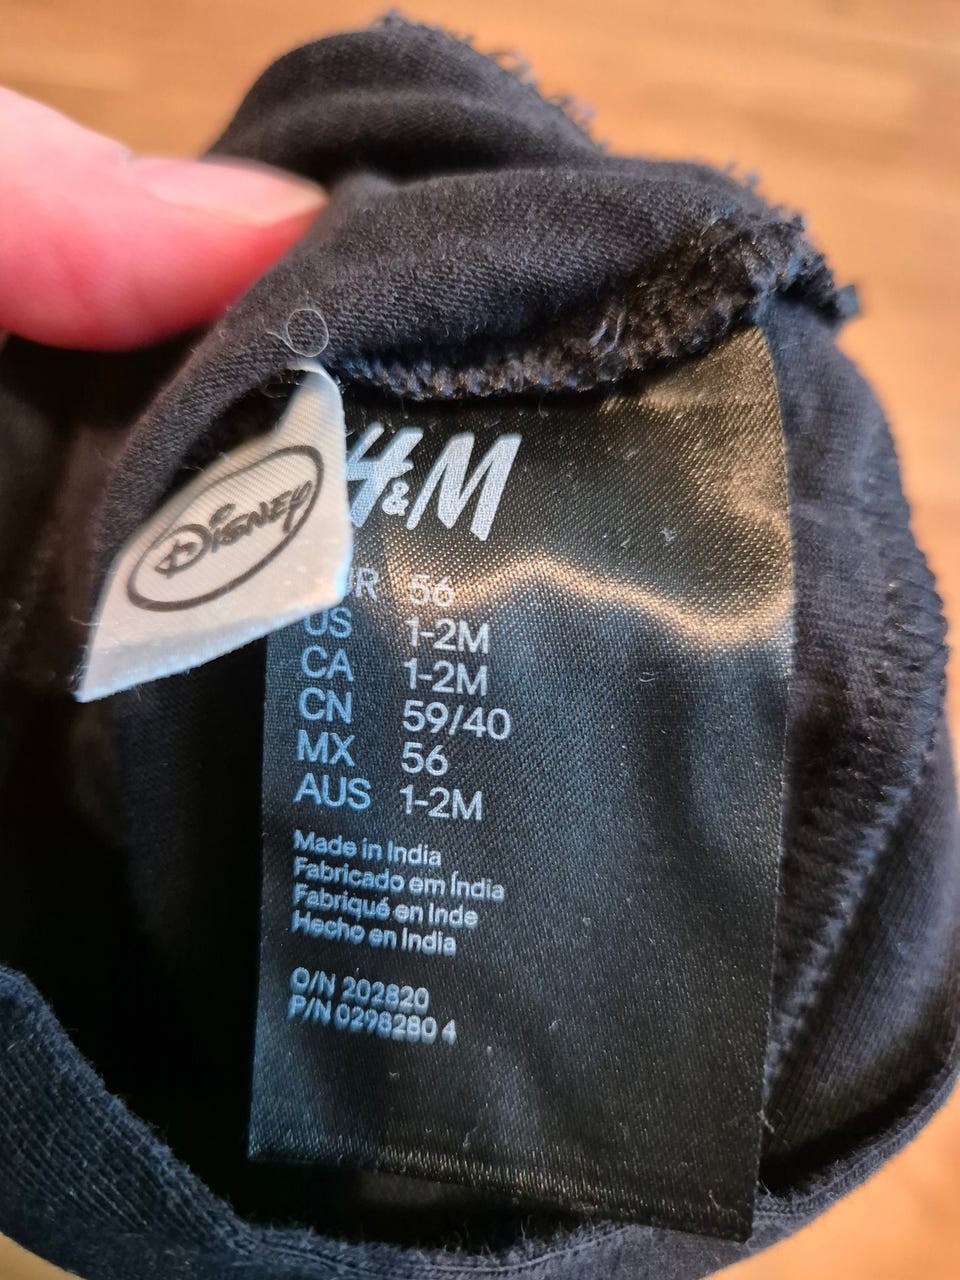 Disney
H&M
UR 56
US 1-2M
CA 1-2M
CN 59/40
MX 56
AUS 1-2M
Made in India
Fabricado em Índia
Fabriqué en Inde
Hecho en India
O/N 202820
P/N 0298280 4